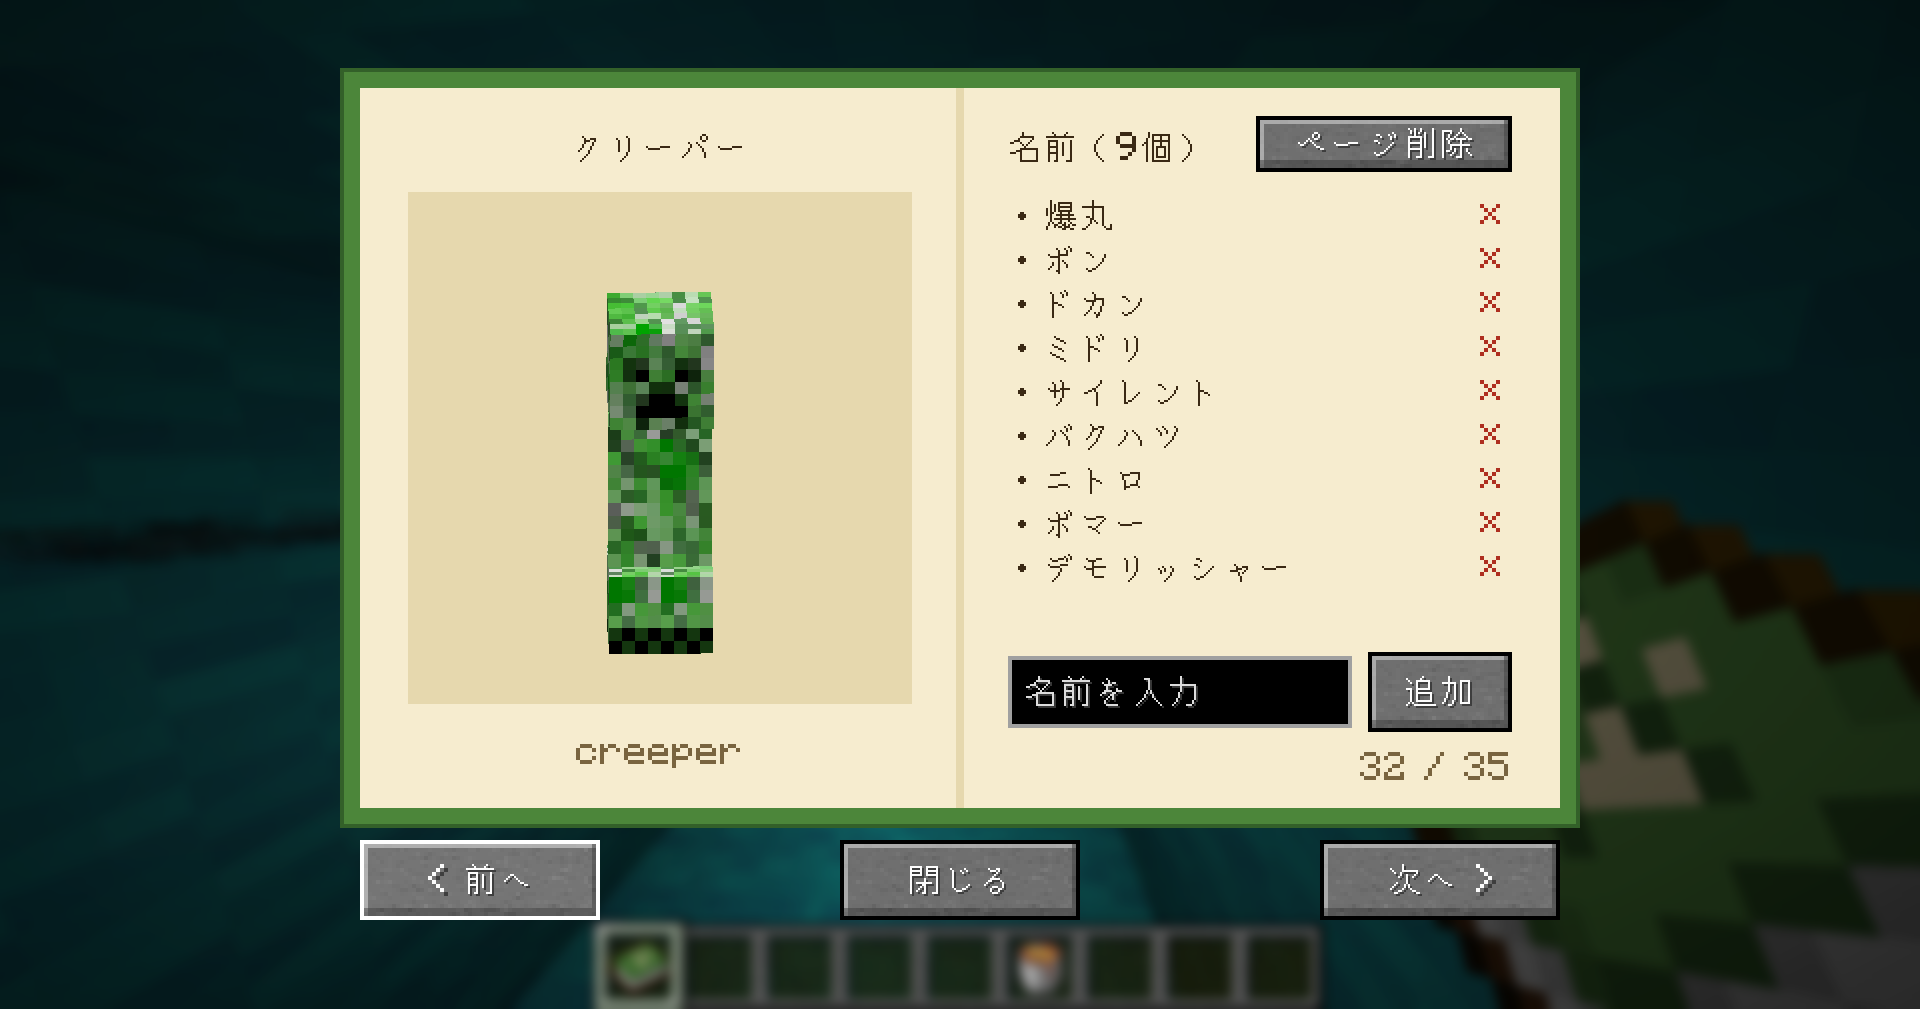 クリーパー
creeper
名前（9個）
ページ削除
• 爆丸 ×
• ボン ×
• ドカン ×
• ミドリ ×
• サイレント ×
• バクハツ ×
• ニトロ ×
• ボマー ×
• デモリッシャー ×
名前を入力
追加
32 / 35
< 前へ
閉じる
次へ >